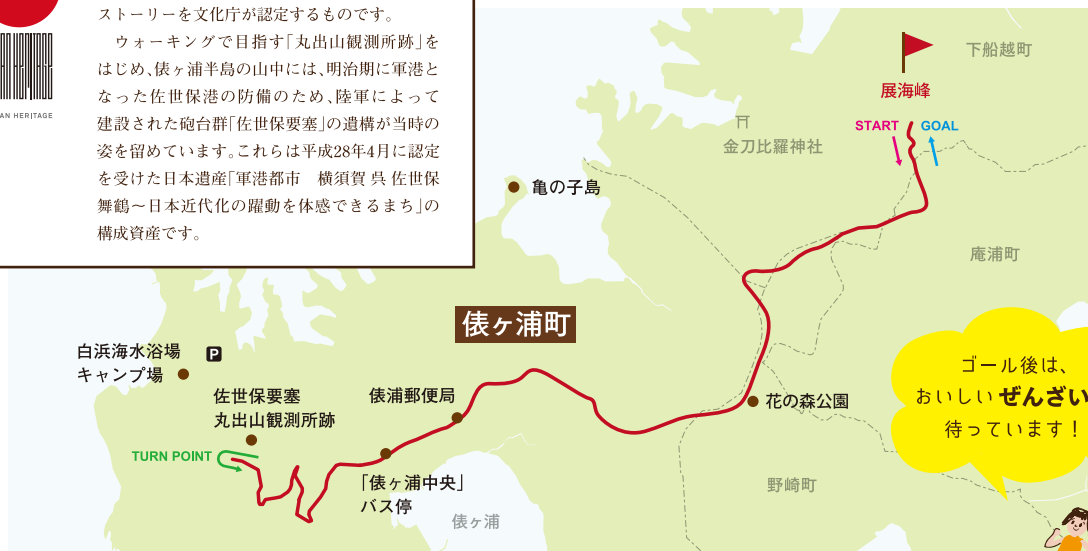 ストーリーを文化庁が認定するものです。
　ウォーキングで目指す「丸出山観測所跡」を
はじめ、俵ヶ浦半島の山中には、明治期に軍港と
なった佐世保港の防備のため、陸軍によって
建設された砲台群「佐世保要塞」の遺構が当時の
姿を留めています。これらは平成28年4月に認定
を受けた日本遺産「軍港都市　横須賀 呉 佐世保
舞鶴〜日本近代化の躍動を体感できるまち」の
構成資産です。
AN HERITAGE
下船越町
展海峰
START
GOAL
金刀比羅神社
亀の子島
庵浦町
俵ヶ浦町
白浜海水浴場
キャンプ場
P
佐世保要塞
丸出山観測所跡
俵浦郵便局
花の森公園
TURN POINT
「俵ヶ浦中央」
バス停
俵ヶ浦
野崎町
ゴール後は、
おいしい ぜんざい
待っています！